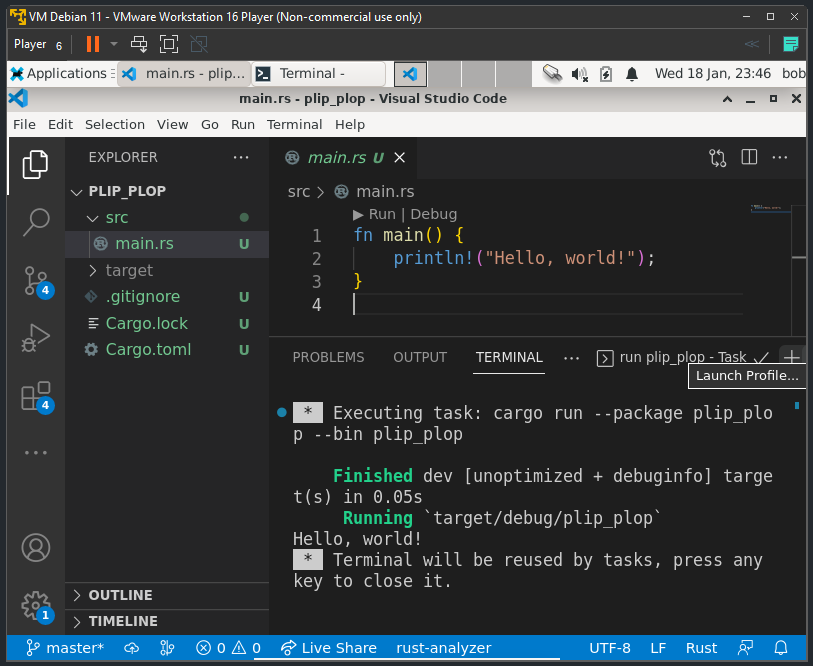 VM Debian 11 - VMware Workstation 16 Player (Non-commercial use only)
Player 6
Applications main.rs - plip... Terminal - Wed 18 Jan, 23:46 bob
main.rs - plip_plop - Visual Studio Code
File Edit Selection View Go Run Terminal Help
EXPLORER ...
PLIP_PLOP
src
main.rs U
target
.gitignore U
Cargo.lock U
Cargo.toml U
OUTLINE
TIMELINE
4
4
1
main.rs U
src > main.rs
Run | Debug
1 fn main() {
2 println!("Hello, world!");
3 }
4
PROBLEMS OUTPUT TERMINAL ... run plip_plop - Task
Launch Profile...
* Executing task: cargo run --package plip_plo
p --bin plip_plop
Finished dev [unoptimized + debuginfo] targe
t(s) in 0.05s
Running `target/debug/plip_plop`
Hello, world!
* Terminal will be reused by tasks, press any
key to close it.
master* 0 0 Live Share rust-analyzer UTF-8 LF Rust